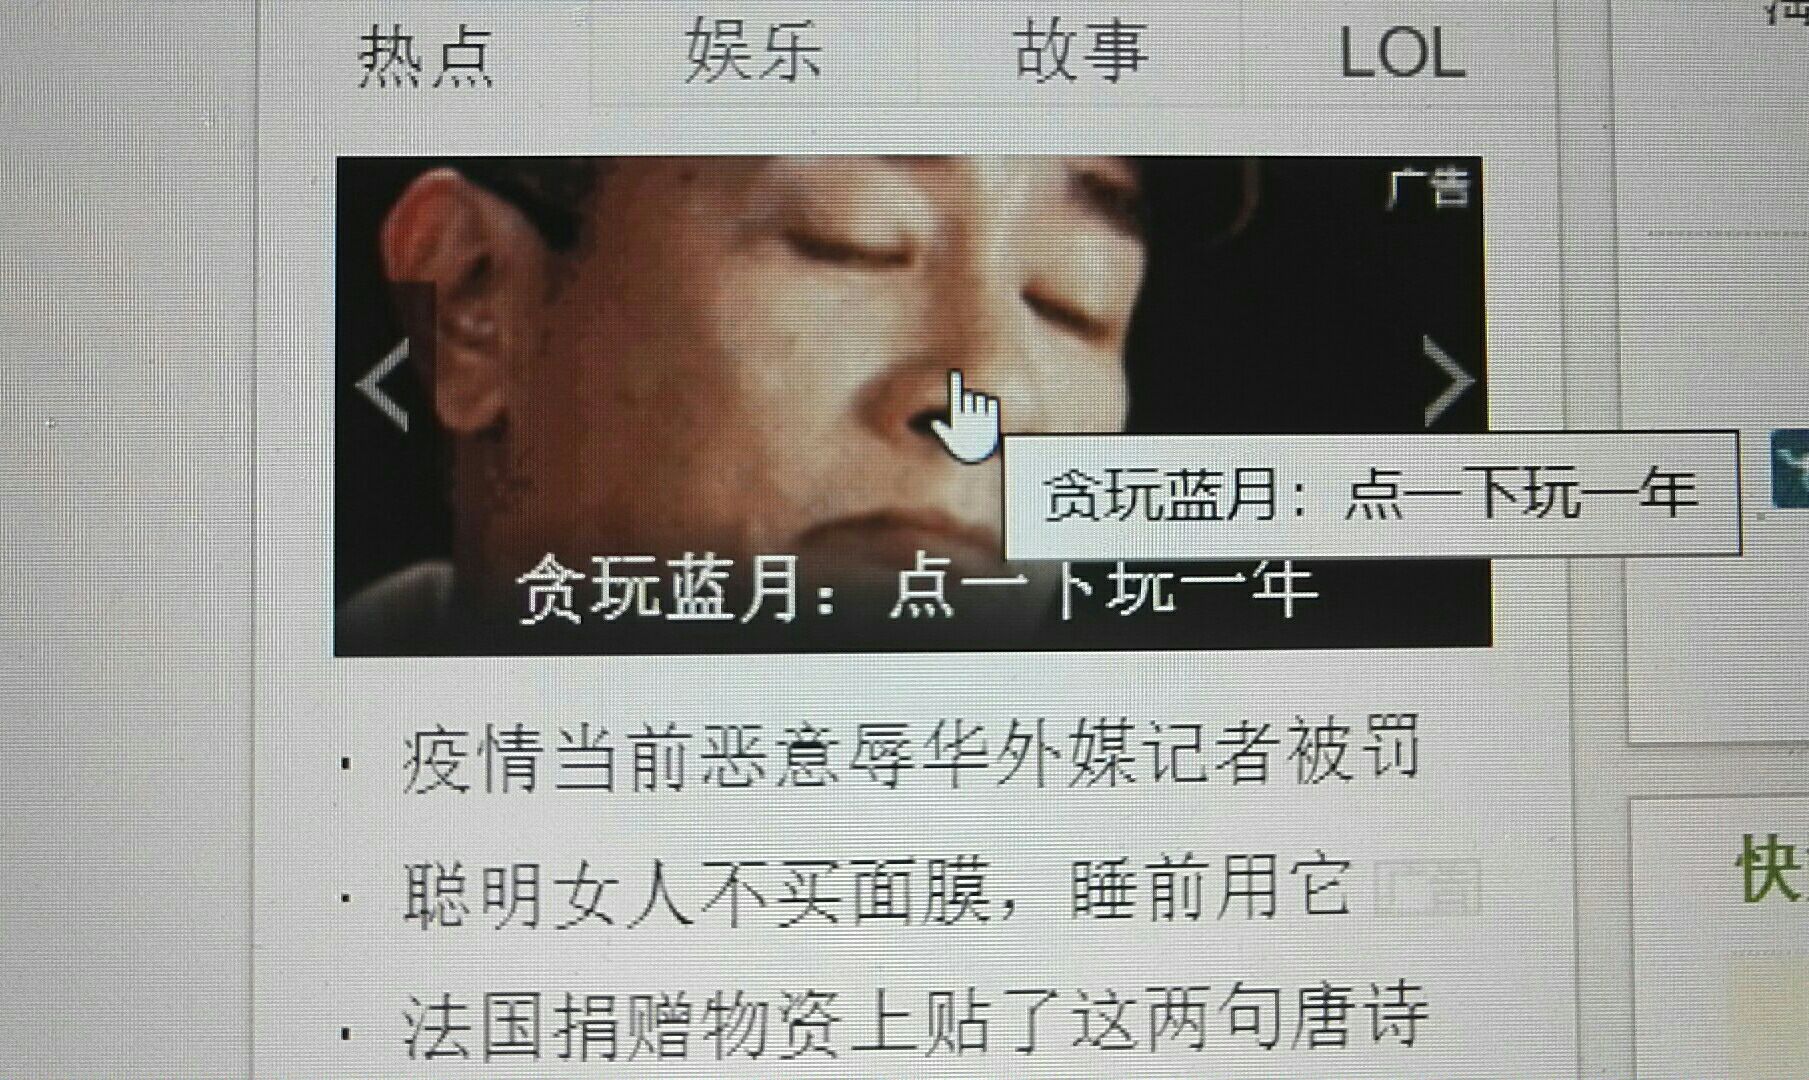 热点 娱乐 故事 LOL
广告
贪玩蓝月：点一下玩一年
贪玩蓝月：点一下玩一年
· 疫情当前恶意辱华外媒记者被罚
· 聪明女人不买面膜，睡前用它 广告
快
· 法国捐赠物资上贴了这两句唐诗